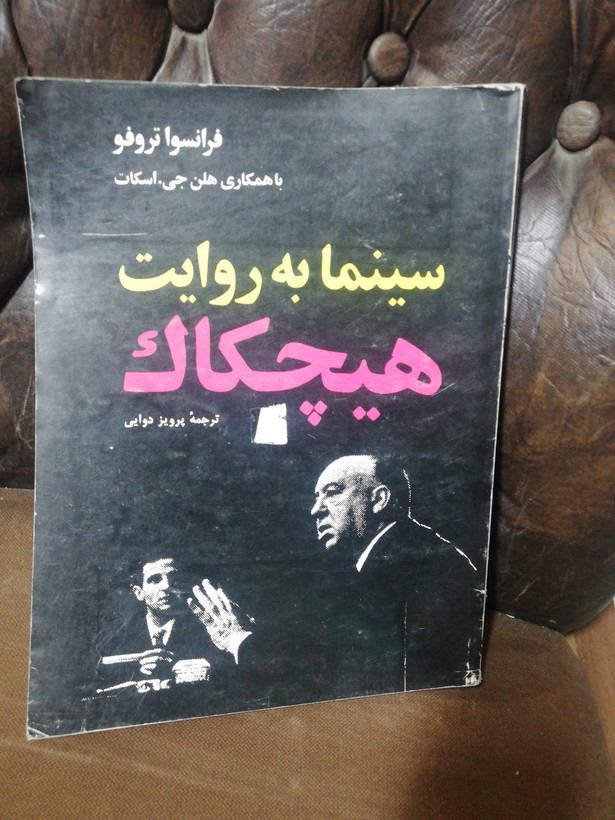 فرانسوا تروفو
با همکاری هلن جی. اسکات
سینما به روایت
هیچکاک
ترجمهٔ پرویز دوایی